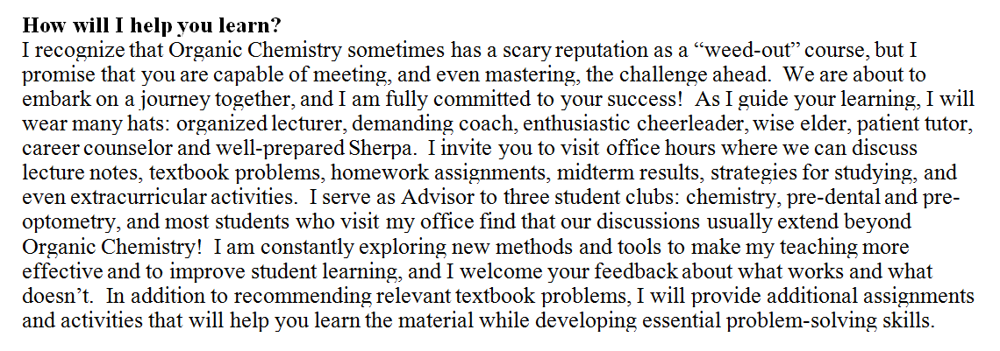 How will I help you learn?
I recognize that Organic Chemistry sometimes has a scary reputation as a “weed-out” course, but I
promise that you are capable of meeting, and even mastering, the challenge ahead.  We are about to
embark on a journey together, and I am fully committed to your success!  As I guide your learning, I will
wear many hats: organized lecturer, demanding coach, enthusiastic cheerleader, wise elder, patient tutor,
career counselor and well-prepared Sherpa.  I invite you to visit office hours where we can discuss
lecture notes, textbook problems, homework assignments, midterm results, strategies for studying, and
even extracurricular activities.  I serve as Advisor to three student clubs: chemistry, pre-dental and pre-
optometry, and most students who visit my office find that our discussions usually extend beyond
Organic Chemistry!  I am constantly exploring new methods and tools to make my teaching more
effective and to improve student learning, and I welcome your feedback about what works and what
doesn’t.  In addition to recommending relevant textbook problems, I will provide additional assignments
and activities that will help you learn the material while developing essential problem-solving skills.